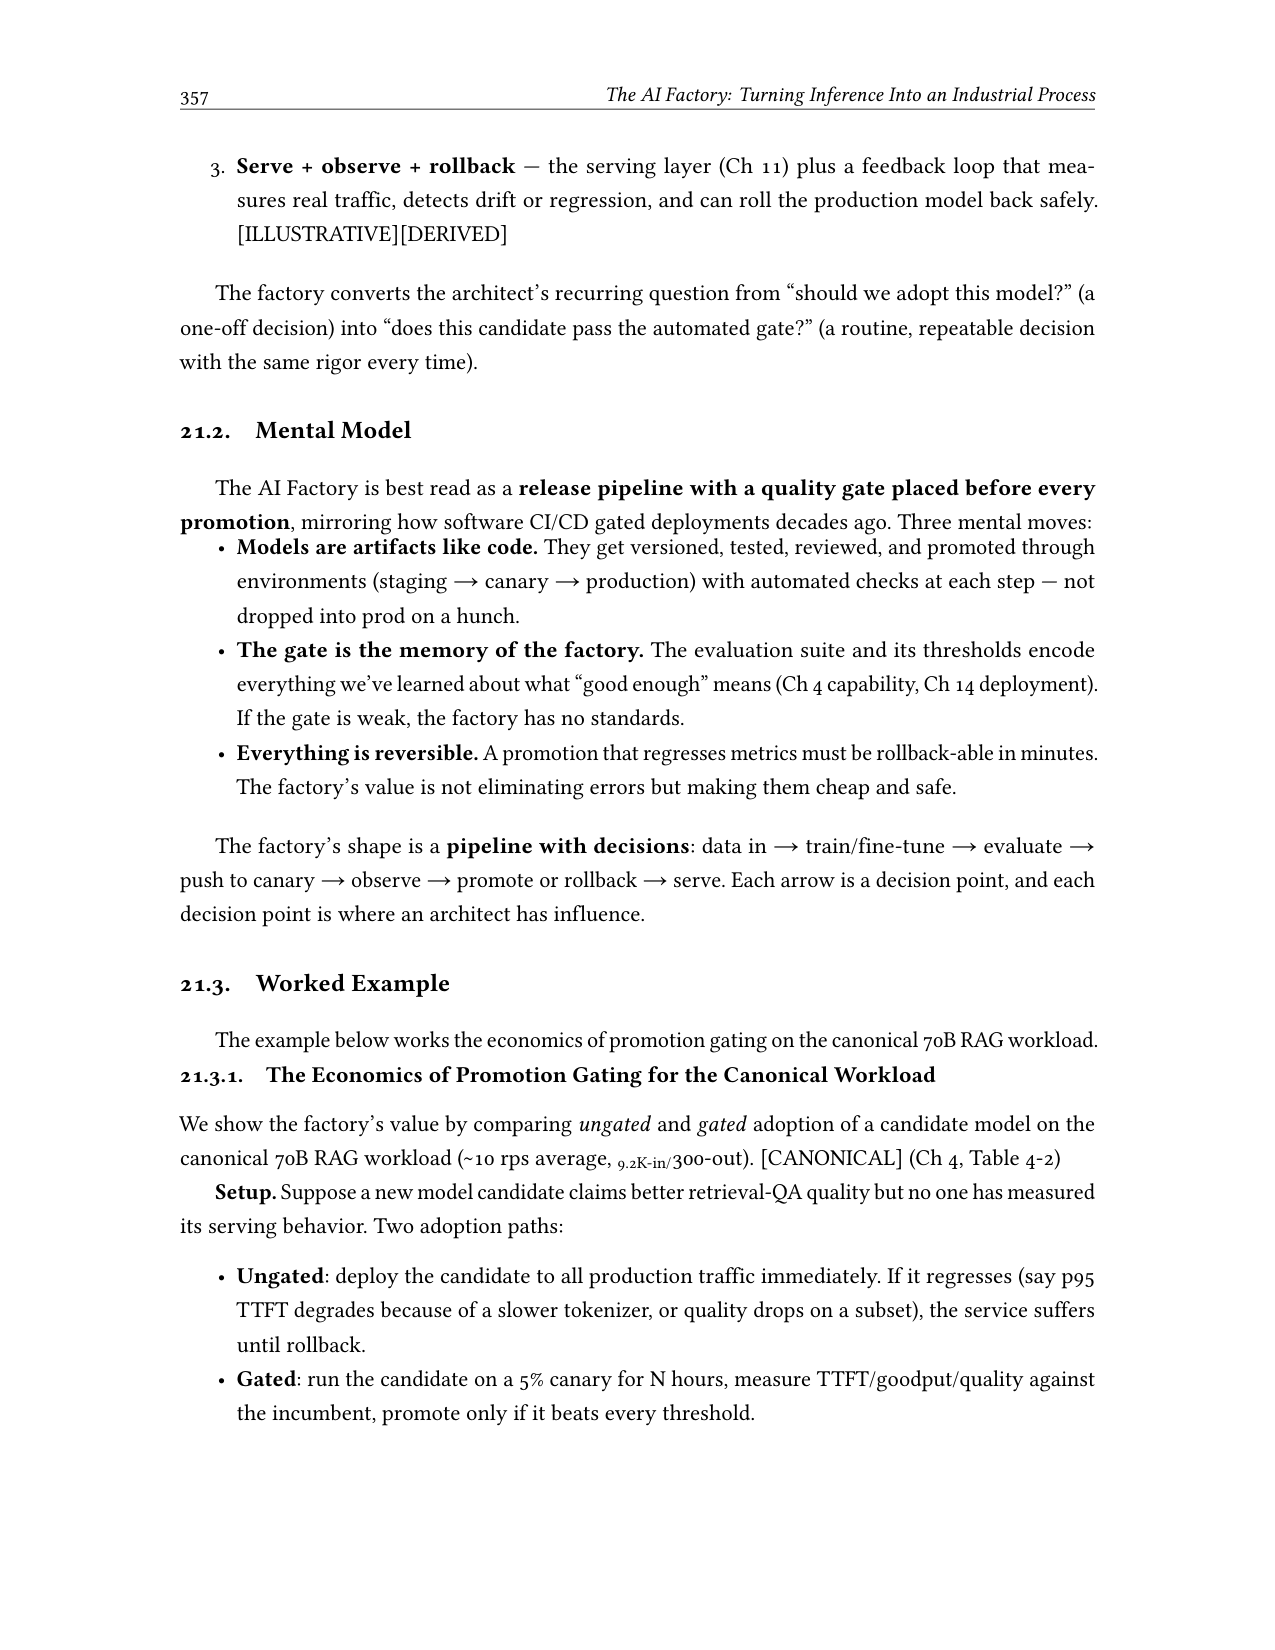 357 The AI Factory: Turning Inference Into an Industrial Process
3. Serve + observe + rollback — the serving layer (Ch 11) plus a feedback loop that mea-
sures real traffic, detects drift or regression, and can roll the production model back safely.
[ILLUSTRATIVE][DERIVED]
The factory converts the architect’s recurring question from “should we adopt this model?” (a
one-off decision) into “does this candidate pass the automated gate?” (a routine, repeatable decision
with the same rigor every time).
21.2. Mental Model
The AI Factory is best read as a release pipeline with a quality gate placed before every
promotion, mirroring how software CI/CD gated deployments decades ago. Three mental moves:
• Models are artifacts like code. They get versioned, tested, reviewed, and promoted through
environments (staging → canary → production) with automated checks at each step — not
dropped into prod on a hunch.
• The gate is the memory of the factory. The evaluation suite and its thresholds encode
everything we’ve learned about what “good enough” means (Ch 4 capability, Ch 14 deployment).
If the gate is weak, the factory has no standards.
• Everything is reversible. A promotion that regresses metrics must be rollback-able in minutes.
The factory’s value is not eliminating errors but making them cheap and safe.
The factory’s shape is a pipeline with decisions: data in → train/fine-tune → evaluate →
push to canary → observe → promote or rollback → serve. Each arrow is a decision point, and each
decision point is where an architect has influence.
21.3. Worked Example
The example below works the economics of promotion gating on the canonical 70B RAG workload.
21.3.1. The Economics of Promotion Gating for the Canonical Workload
We show the factory’s value by comparing ungated and gated adoption of a candidate model on the
canonical 70B RAG workload (~10 rps average, 9.2K-in/300-out). [CANONICAL] (Ch 4, Table 4-2)
Setup. Suppose a new model candidate claims better retrieval-QA quality but no one has measured
its serving behavior. Two adoption paths:
• Ungated: deploy the candidate to all production traffic immediately. If it regresses (say p95
TTFT degrades because of a slower tokenizer, or quality drops on a subset), the service suffers
until rollback.
• Gated: run the candidate on a 5% canary for N hours, measure TTFT/goodput/quality against
the incumbent, promote only if it beats every threshold.